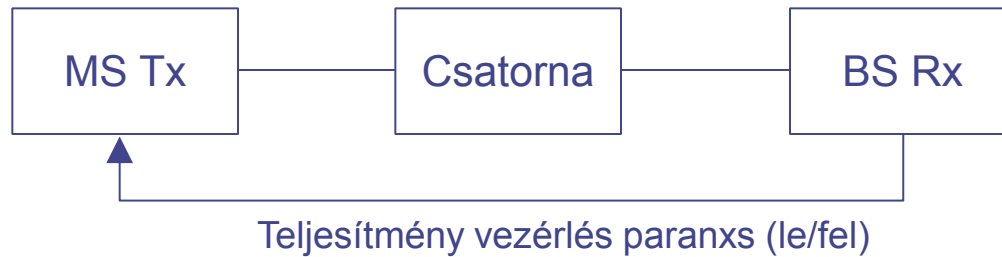 MS Tx
Csatorna
BS Rx
Teljesítmény vezérlés paranxs (le/fel)